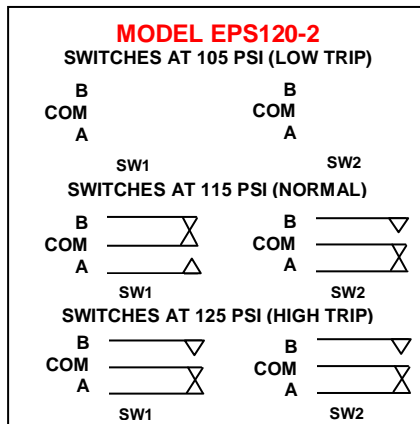 MODEL EPS120-2
SWITCHES AT 105 PSI (LOW TRIP)
B B
COM COM
A A
SW1 SW2
SWITCHES AT 115 PSI (NORMAL)
B B
COM COM
A A
SW1 SW2
SWITCHES AT 125 PSI (HIGH TRIP)
B B
COM COM
A A
SW1 SW2